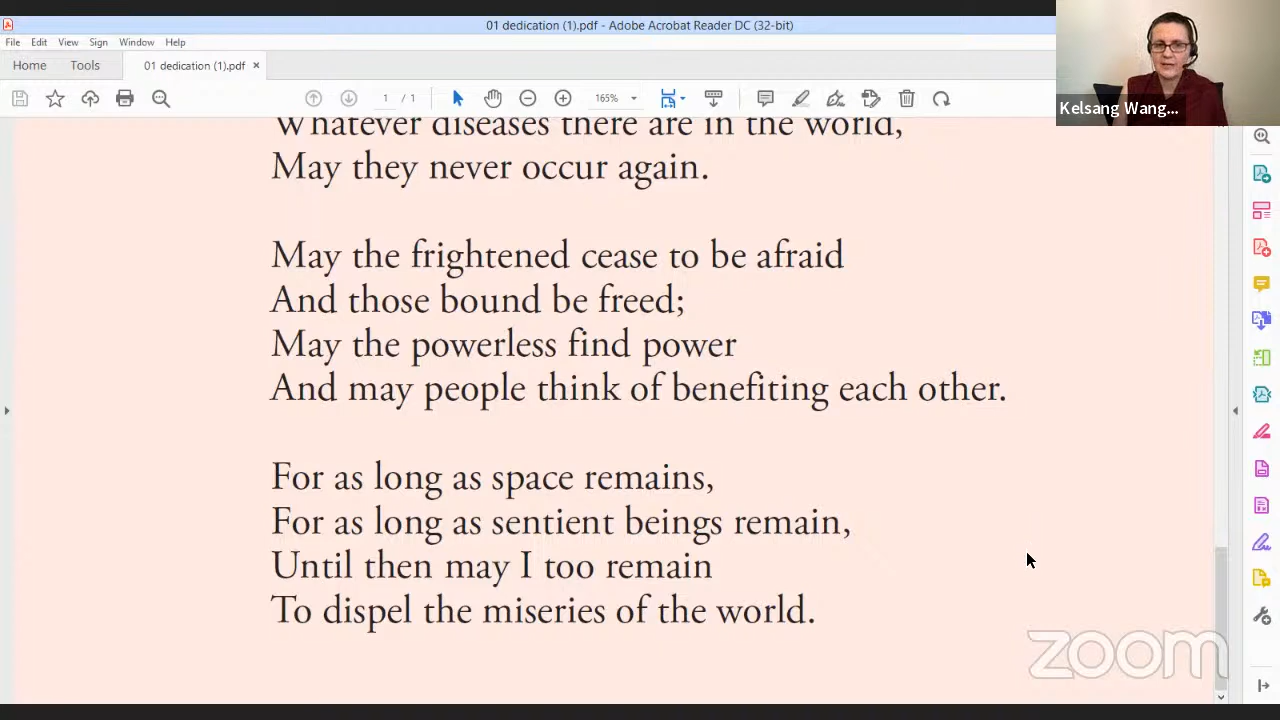 01 dedication (1).pdf - Adobe Acrobat Reader DC (32-bit)
File Edit View Sign Window Help
Home Tools 01 dedication (1).pdf ×
1 / 1 165%
Kelsang Wang...
Whatever diseases there are in the world,
May they never occur again.
May the frightened cease to be afraid
And those bound be freed;
May the powerless find power
And may people think of benefiting each other.
For as long as space remains,
For as long as sentient beings remain,
Until then may I too remain
To dispel the miseries of the world.
zoom